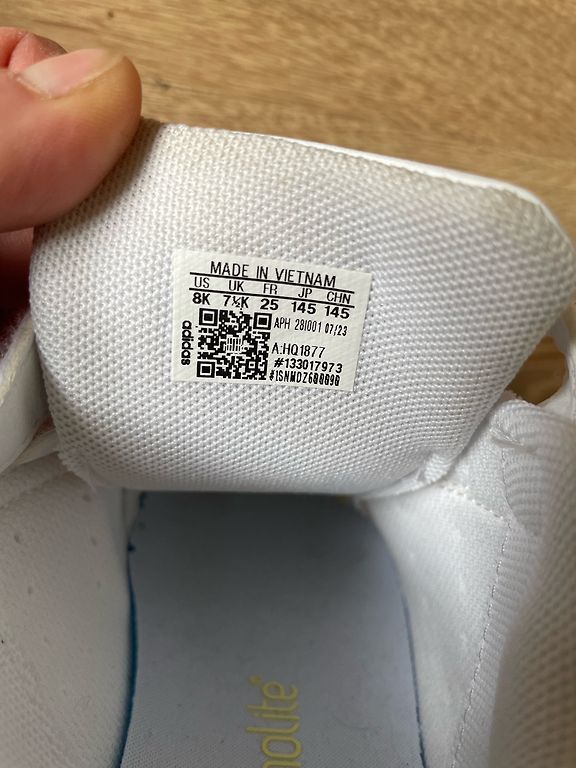 MADE IN VIETNAM
US UK FR JP CHN
8K 7½K 25 145 145
APH 28I001 07/23
adidas
A:HQ1877
#133017973
nolite®